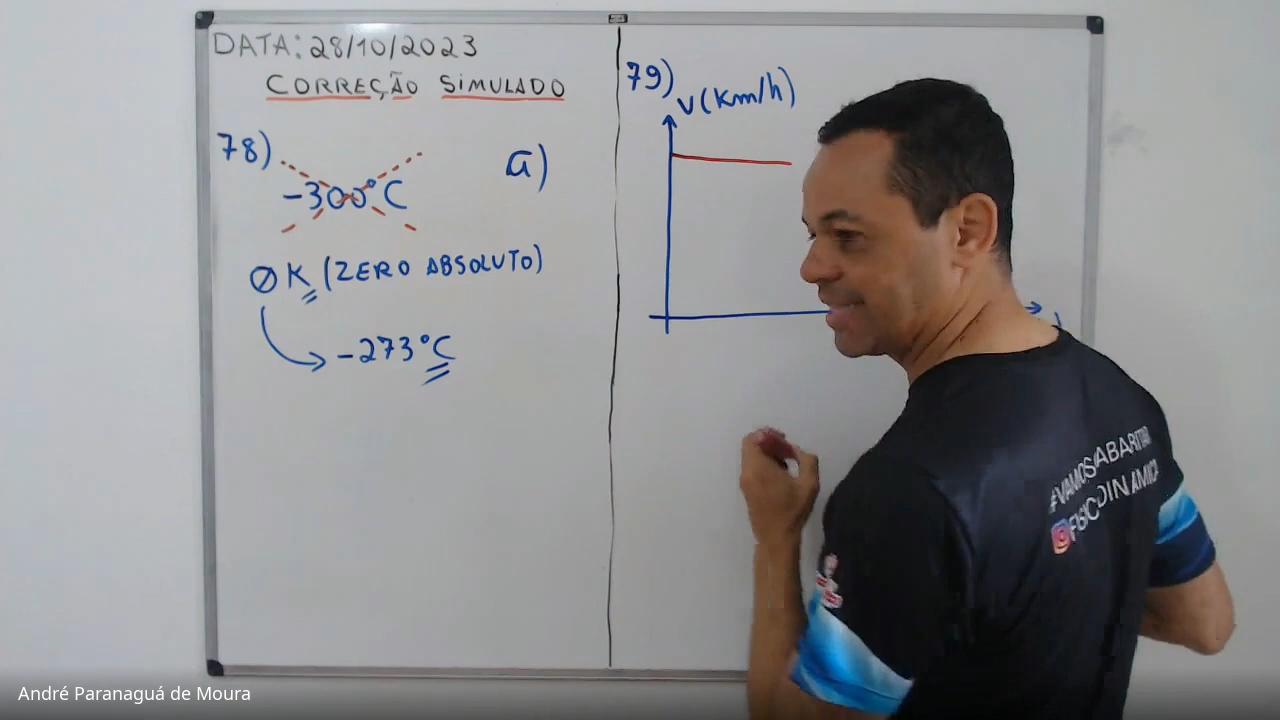 DATA: 28/10/2023
CORREÇÃO SIMULADO
78)
-300°C
a)
0 K (ZERO ABSOLUTO)
-273°C
79)
V(Km/h)
#VAMOSGABARITAR
FISICODINAMICA
André Paranaguá de Moura